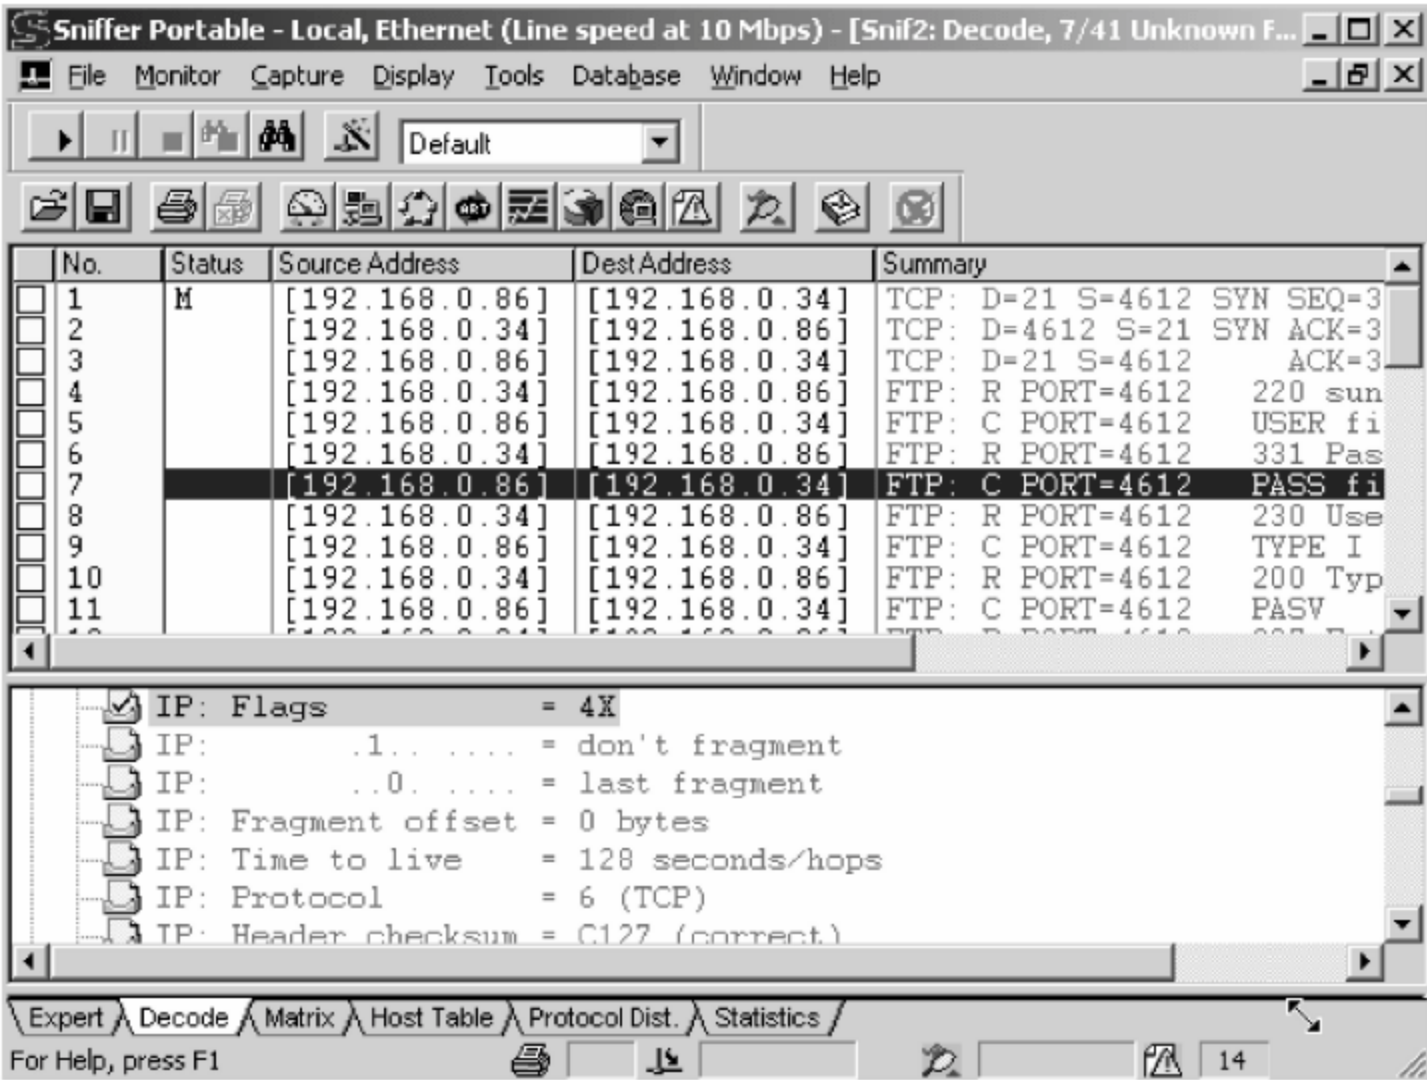 Sniffer Portable - Local, Ethernet (Line speed at 10 Mbps) - [Snif2: Decode, 7/41 Unknown F...
File Monitor Capture Display Tools Database Window Help
Default
ART
No. Status Source Address Dest Address Summary
1 M [192.168.0.86] [192.168.0.34] TCP: D=21 S=4612 SYN SEQ=3
2 [192.168.0.34] [192.168.0.86] TCP: D=4612 S=21 SYN ACK=3
3 [192.168.0.86] [192.168.0.34] TCP: D=21 S=4612 ACK=3
4 [192.168.0.34] [192.168.0.86] FTP: R PORT=4612 220 sun
5 [192.168.0.86] [192.168.0.34] FTP: C PORT=4612 USER fi
6 [192.168.0.34] [192.168.0.86] FTP: R PORT=4612 331 Pas
7 [192.168.0.86] [192.168.0.34] FTP: C PORT=4612 PASS fi
8 [192.168.0.34] [192.168.0.86] FTP: R PORT=4612 230 Use
9 [192.168.0.86] [192.168.0.34] FTP: C PORT=4612 TYPE I
10 [192.168.0.34] [192.168.0.86] FTP: R PORT=4612 200 Typ
11 [192.168.0.86] [192.168.0.34] FTP: C PORT=4612 PASV
IP: Flags = 4X
IP: .1.. .... = don't fragment
IP: ..0. .... = last fragment
IP: Fragment offset = 0 bytes
IP: Time to live = 128 seconds/hops
IP: Protocol = 6 (TCP)
IP: Header checksum = C127 (correct)
Expert Decode Matrix Host Table Protocol Dist. Statistics
For Help, press F1 14